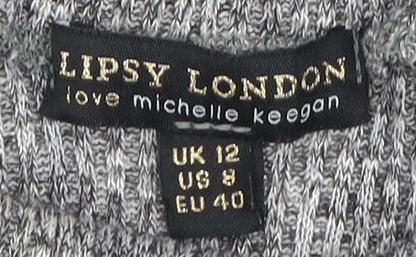 LIPSY LONDON
love michelle keegan
UK 12
US 8
EU 40